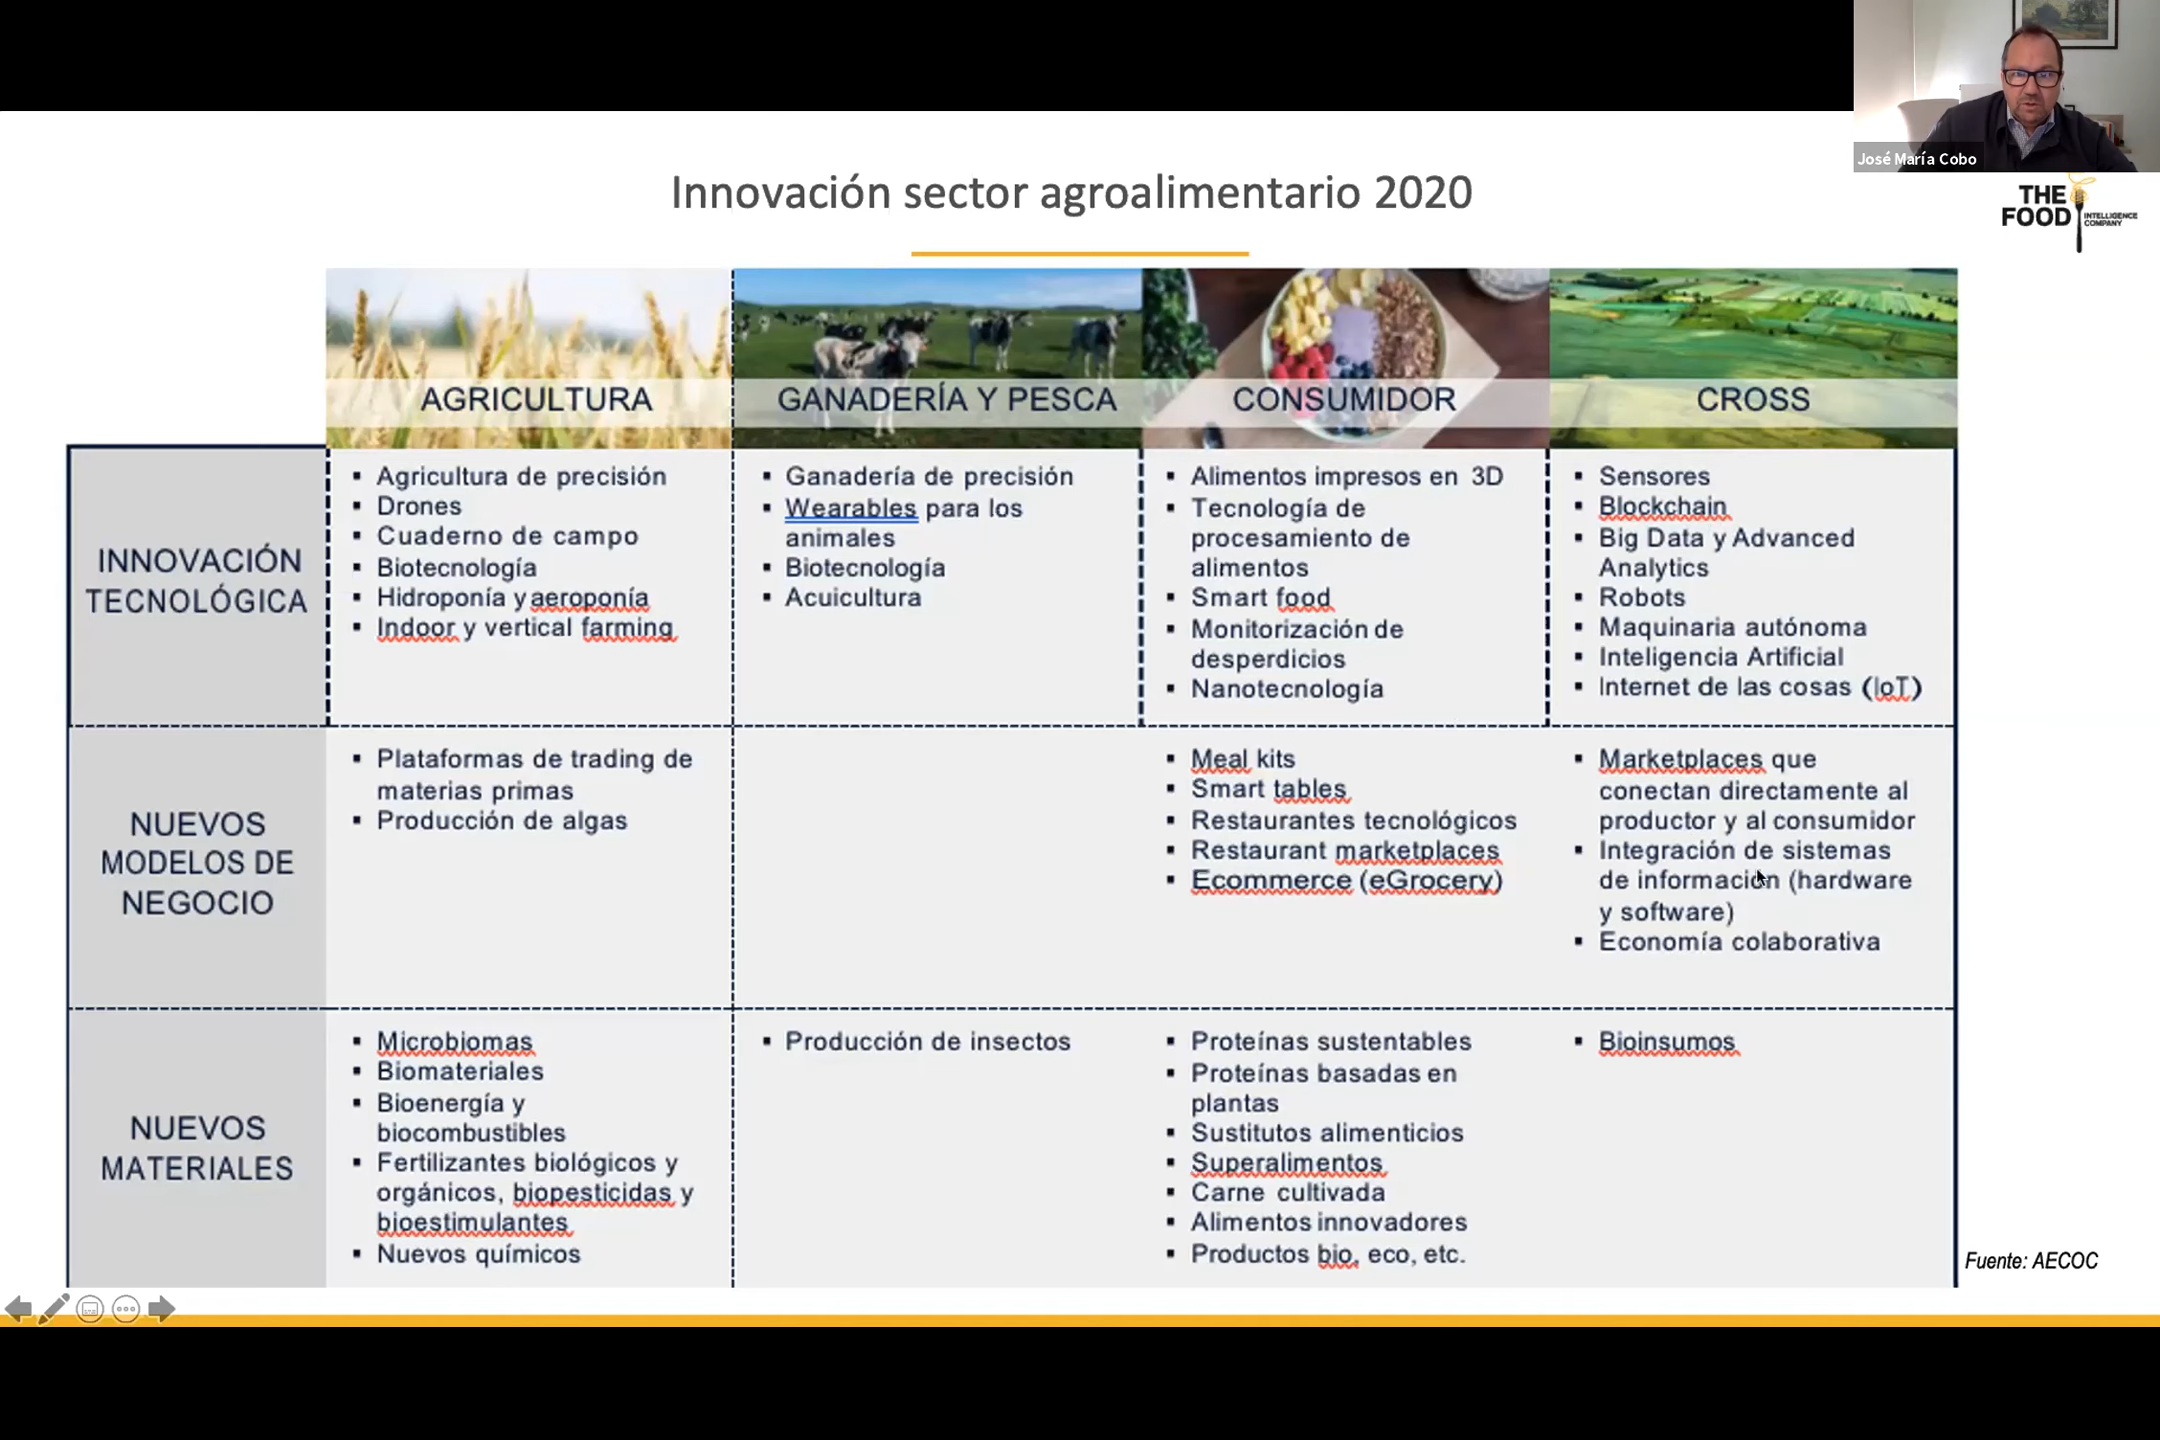 José María Cobo
THE
FOOD
INTELLIGENCE
COMPANY
Innovación sector agroalimentario 2020
AGRICULTURA
GANADERÍA Y PESCA
CONSUMIDOR
CROSS
INNOVACIÓN
TECNOLÓGICA
▪ Agricultura de precisión
▪ Drones
▪ Cuaderno de campo
▪ Biotecnología
▪ Hidroponía y aeroponía
▪ Indoor y vertical farming
▪ Ganadería de precisión
▪ Wearables para los
animales
▪ Biotecnología
▪ Acuicultura
▪ Alimentos impresos en 3D
▪ Tecnología de
procesamiento de
alimentos
▪ Smart food
▪ Monitorización de
desperdicios
▪ Nanotecnología
▪ Sensores
▪ Blockchain
▪ Big Data y Advanced
Analytics
▪ Robots
▪ Maquinaria autónoma
▪ Inteligencia Artificial
▪ Internet de las cosas (IoT)
NUEVOS
MODELOS DE
NEGOCIO
▪ Plataformas de trading de
materias primas
▪ Producción de algas
▪ Meal kits
▪ Smart tables
▪ Restaurantes tecnológicos
▪ Restaurant marketplaces
▪ Ecommerce (eGrocery)
▪ Marketplaces que
conectan directamente al
productor y al consumidor
▪ Integración de sistemas
de información (hardware
y software)
▪ Economía colaborativa
NUEVOS
MATERIALES
▪ Microbiomas
▪ Biomateriales
▪ Bioenergía y
biocombustibles
▪ Fertilizantes biológicos y
orgánicos, biopesticidas y
bioestimulantes
▪ Nuevos químicos
▪ Producción de insectos
▪ Proteínas sustentables
▪ Proteínas basadas en
plantas
▪ Sustitutos alimenticios
▪ Superalimentos
▪ Carne cultivada
▪ Alimentos innovadores
▪ Productos bio, eco, etc.
▪ Bioinsumos
Fuente: AECOC